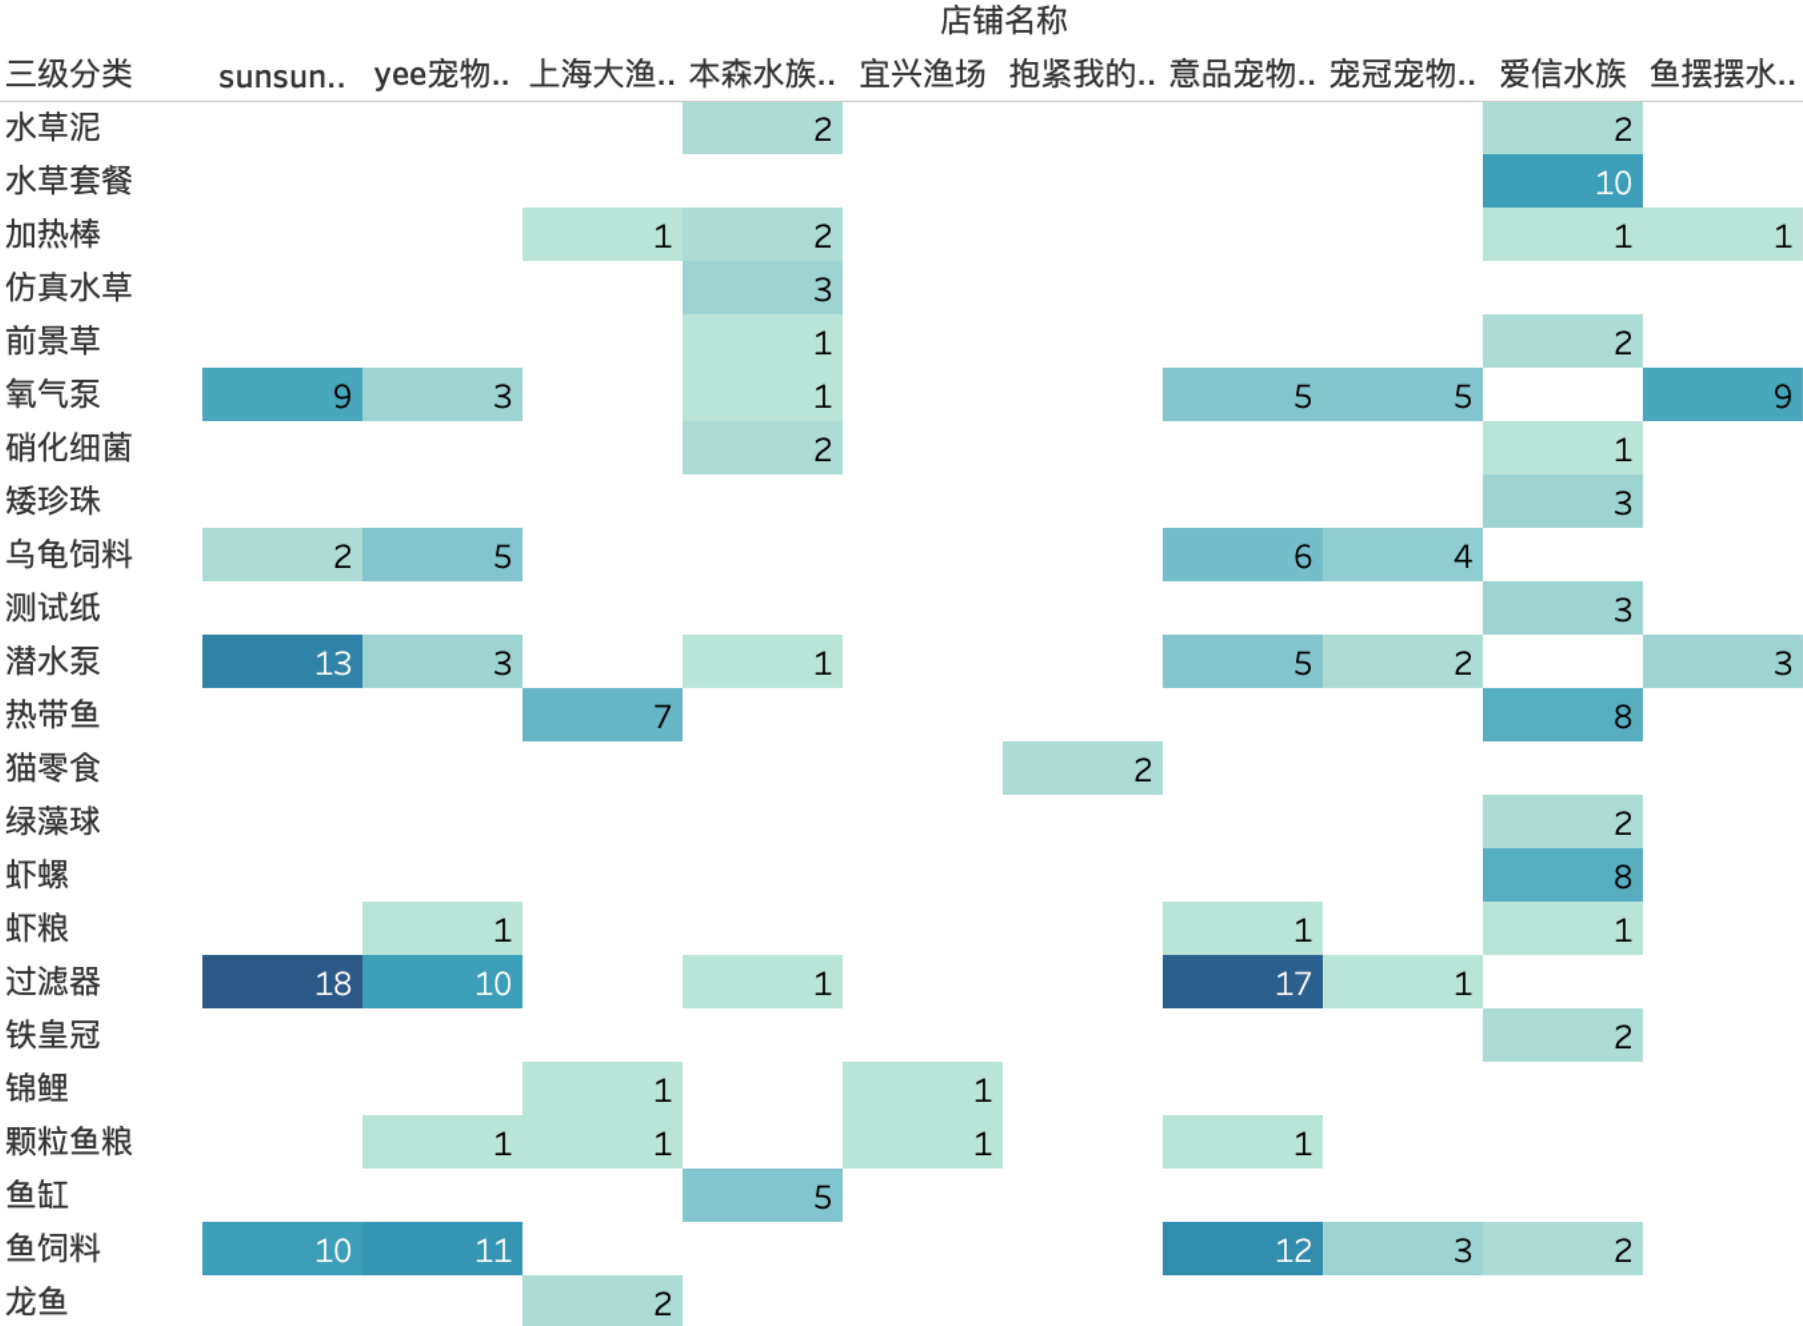 店铺名称
三级分类 sunsun.. yee宠物.. 上海大渔.. 本森水族.. 宜兴渔场 抱紧我的.. 意品宠物.. 宠冠宠物.. 爱信水族 鱼摆摆水..
水草泥 2 2
水草套餐 10
加热棒 1 2 1 1
仿真水草 3
前景草 1 2
氧气泵 9 3 1 5 5 9
硝化细菌 2 1
矮珍珠 3
乌龟饲料 2 5 6 4
测试纸 3
潜水泵 13 3 1 5 2 3
热带鱼 7 8
猫零食 2
绿藻球 2
虾螺 8
虾粮 1 1 1
过滤器 18 10 1 17 1
铁皇冠 2
锦鲤 1 1
颗粒鱼粮 1 1 1 1
鱼缸 5
鱼饲料 10 11 12 3 2
龙鱼 2